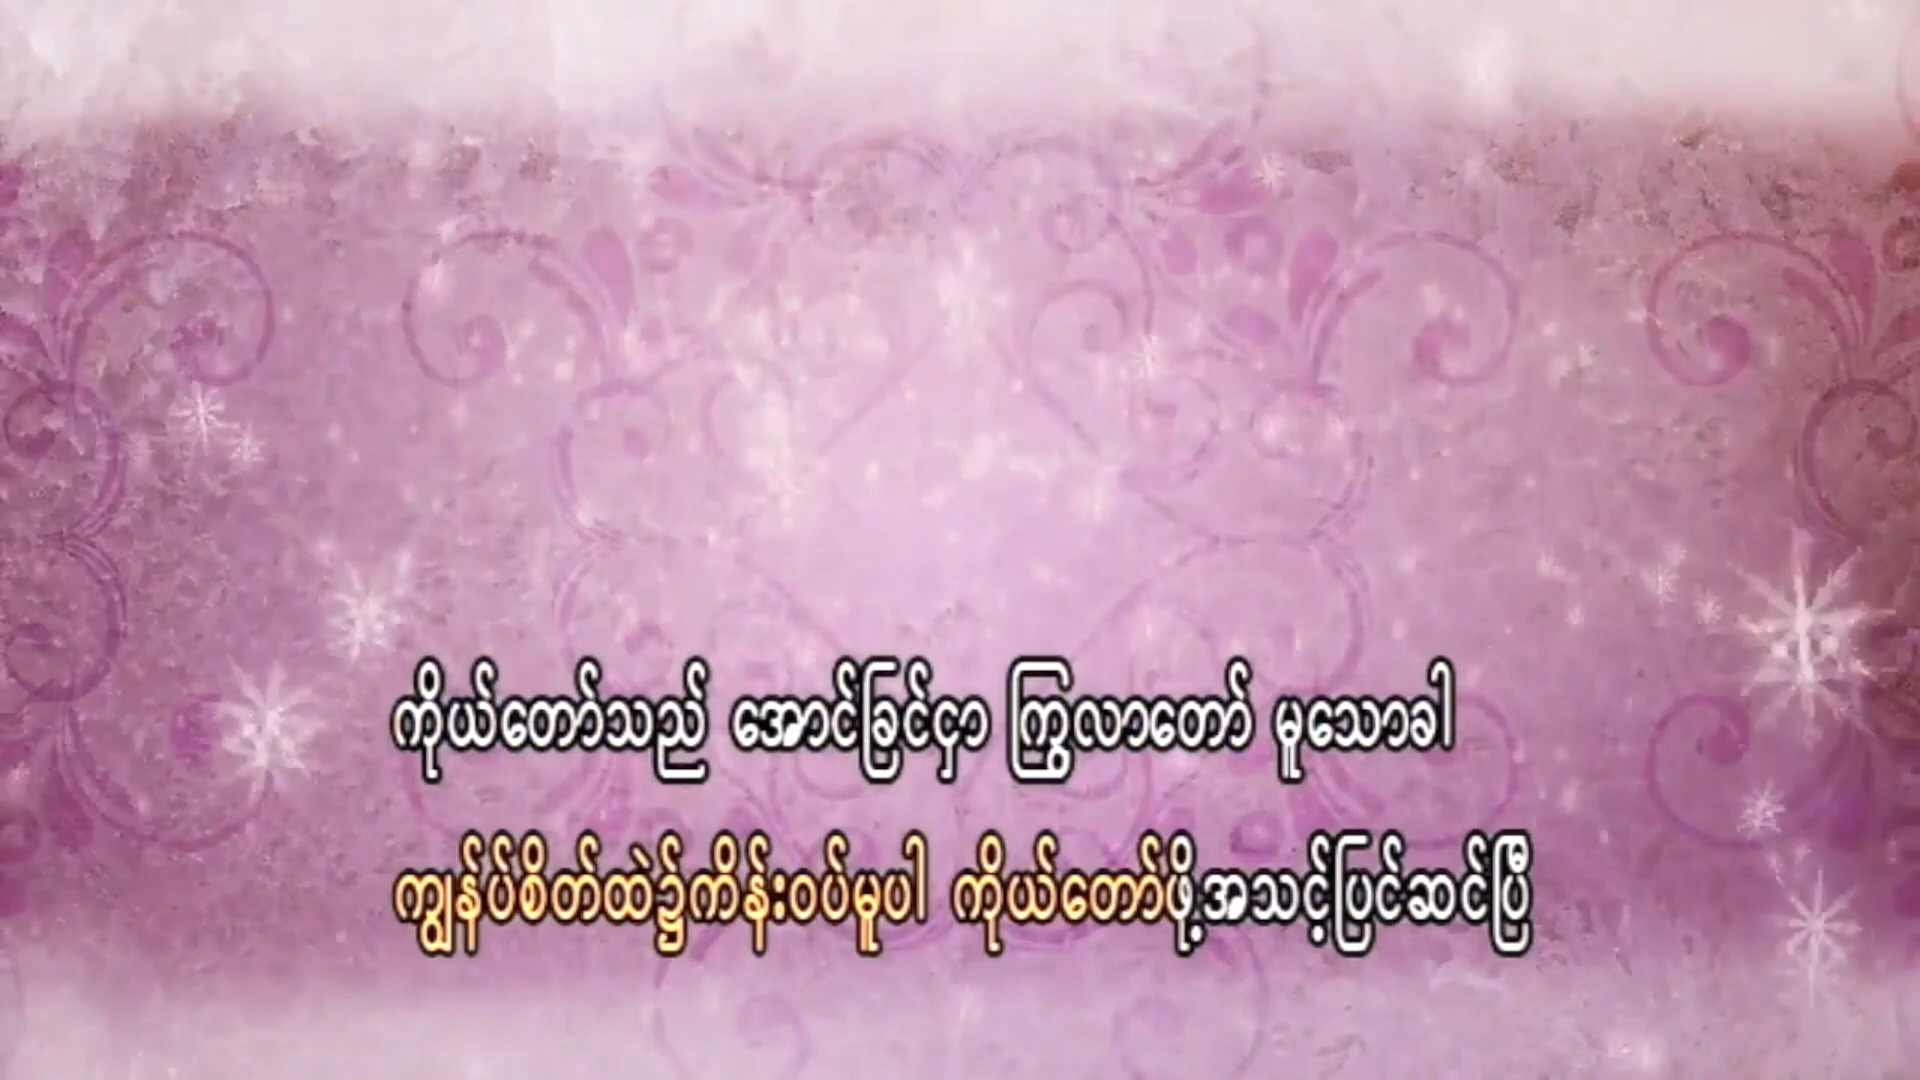 ကိုယ်တော်သည် အောင်ခြင်ငှာ ကြွလာတော် မူသောခါ
ကျွန်ုပ်စိတ်ထဲ၌ကိန်းဝပ်မူပါ ကိုယ်တော်ဖို့အသင့်ပြင်ဆင်ပြီ